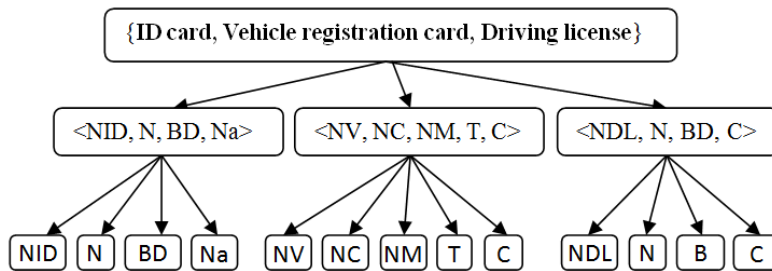 {ID card, Vehicle registration card, Driving license}
<NID, N, BD, Na> <NV, NC, NM, T, C> <NDL, N, BD, C>
NID N BD Na NV NC NM T C NDL N B C